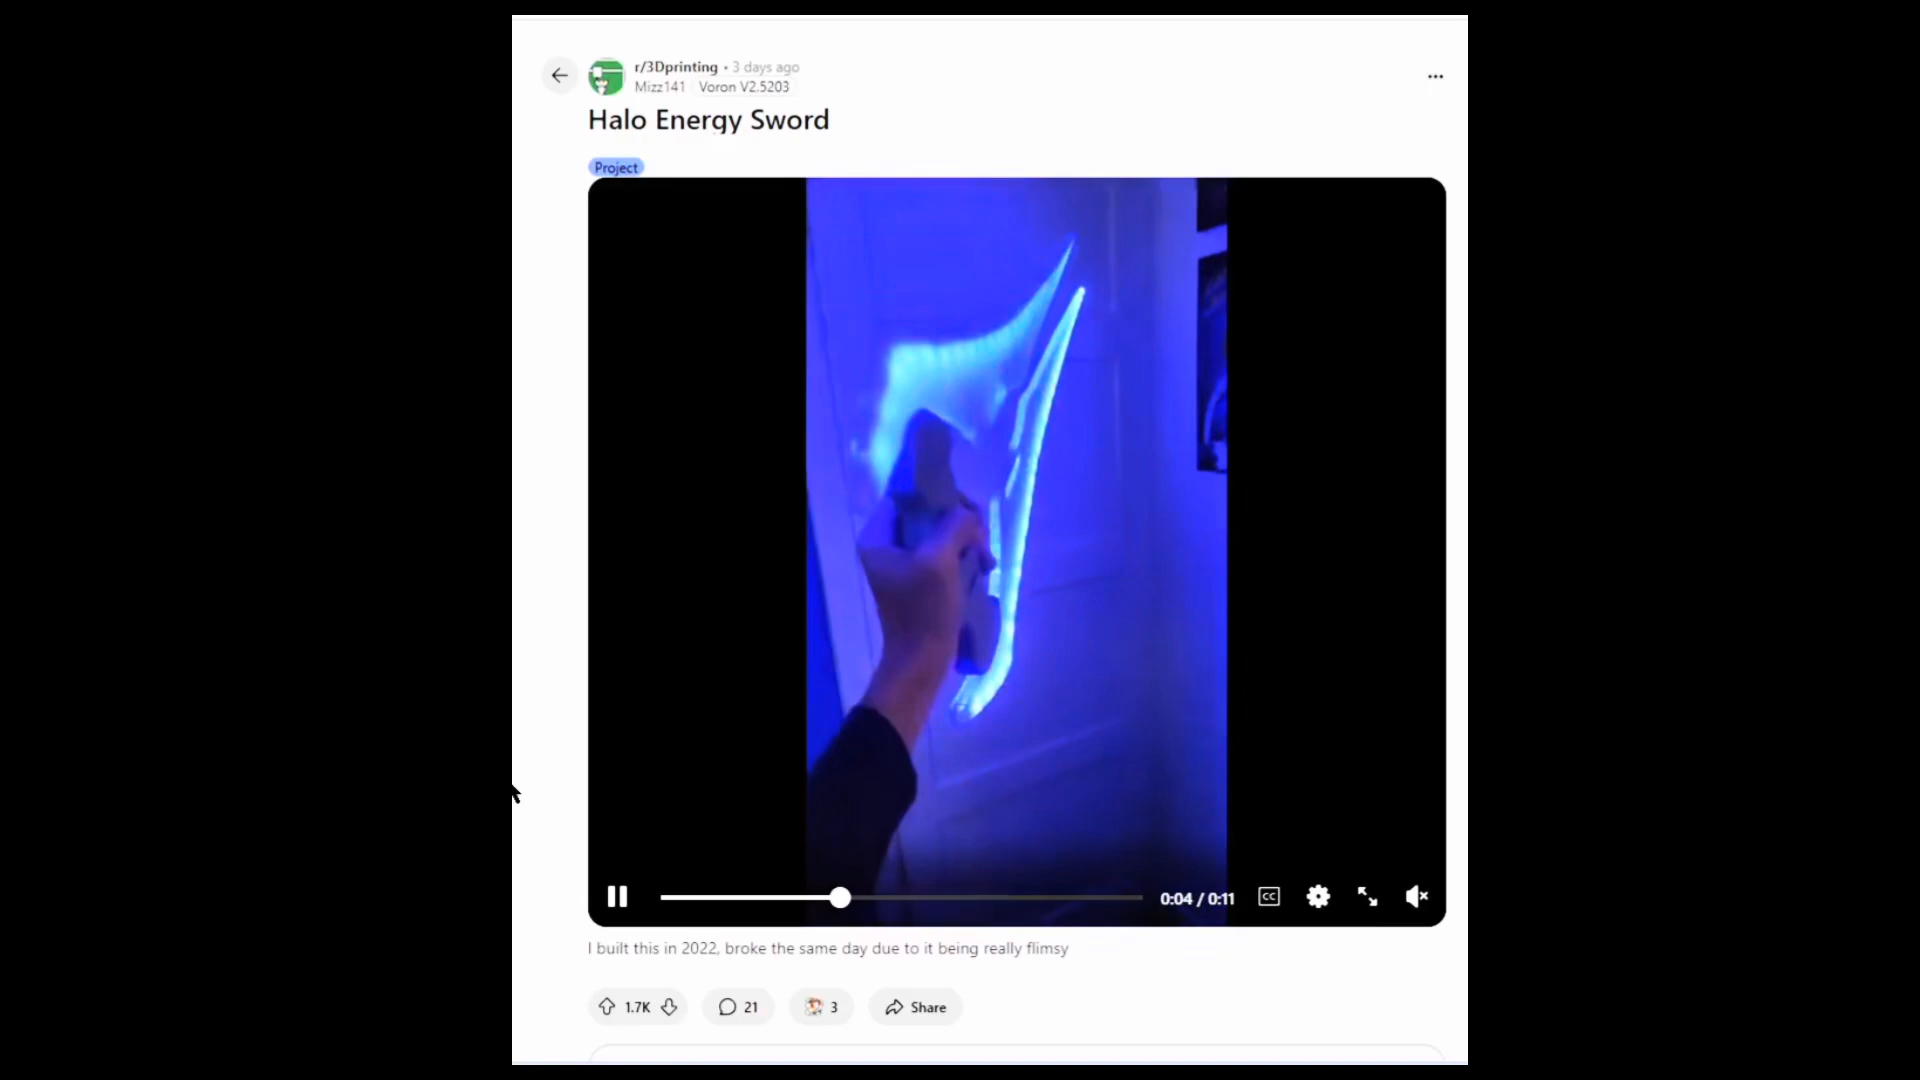 r/3Dprinting • 3 days ago
Mizz141 Voron V2.5203
Halo Energy Sword
Project
0:04 / 0:11
CC
I built this in 2022, broke the same day due to it being really flimsy
1.7K 21 3 Share